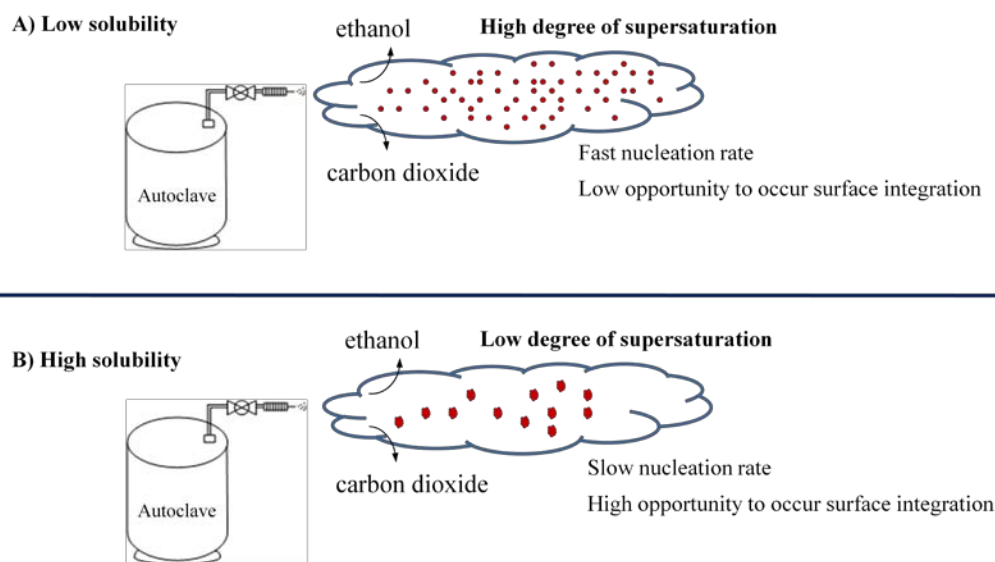 A) Low solubility
ethanol
High degree of supersaturation
Autoclave
carbon dioxide
Fast nucleation rate
Low opportunity to occur surface integration
B) High solubility
ethanol
Low degree of supersaturation
Autoclave
carbon dioxide
Slow nucleation rate
High opportunity to occur surface integration